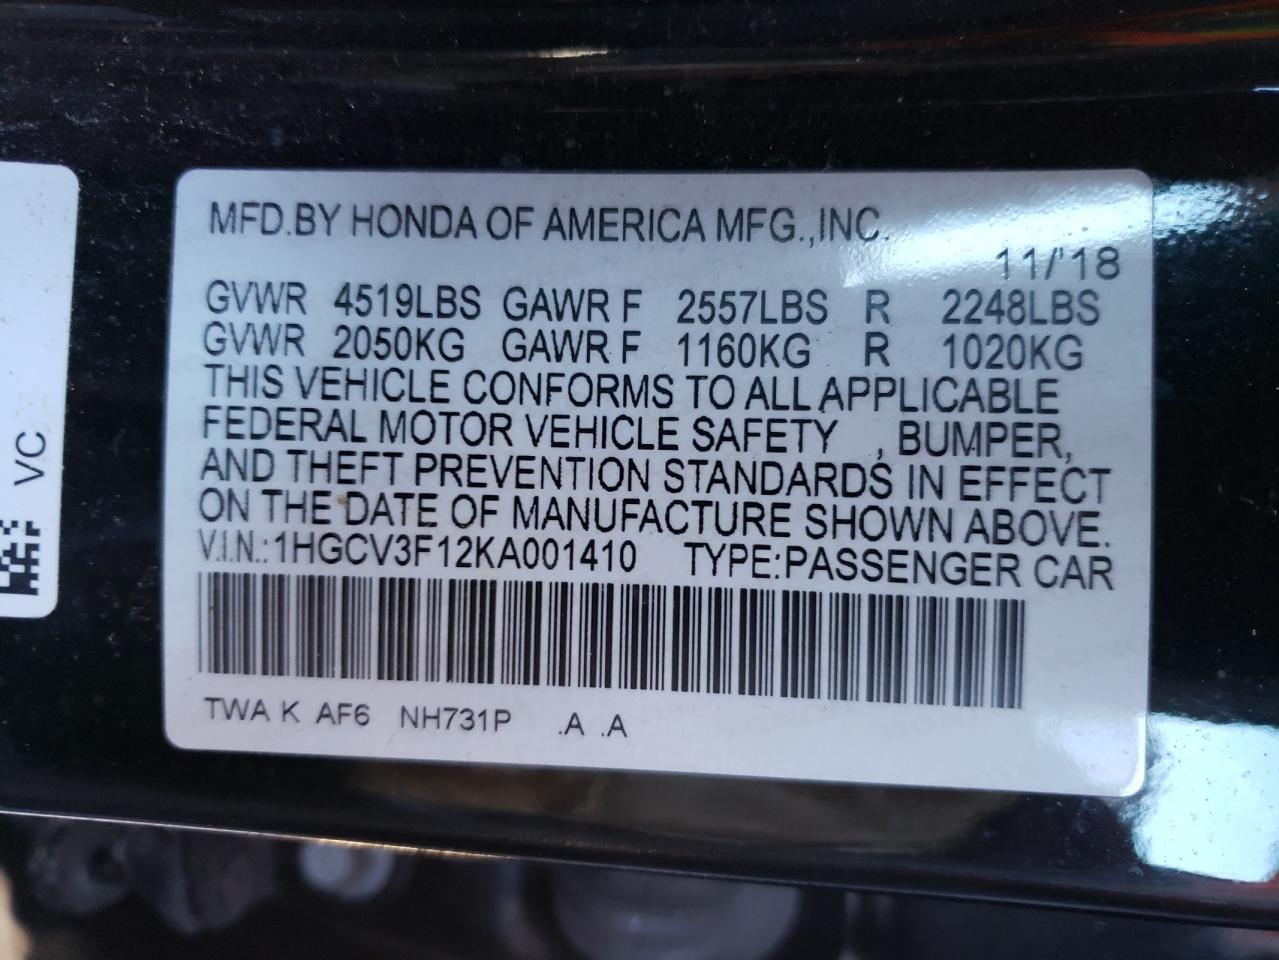 MFD.BY HONDA OF AMERICA MFG.,INC.
11/'18
GVWR 4519LBS GAWR F 2557LBS R 2248LBS
GVWR 2050KG GAWR F 1160KG R 1020KG
THIS VEHICLE CONFORMS TO ALL APPLICABLE
FEDERAL MOTOR VEHICLE SAFETY , BUMPER,
AND THEFT PREVENTION STANDARDS IN EFFECT
ON THE DATE OF MANUFACTURE SHOWN ABOVE.
V.I.N.:1HGCV3F12KA001410 TYPE:PASSENGER CAR
TWA K AF6 NH731P .A .A
VC